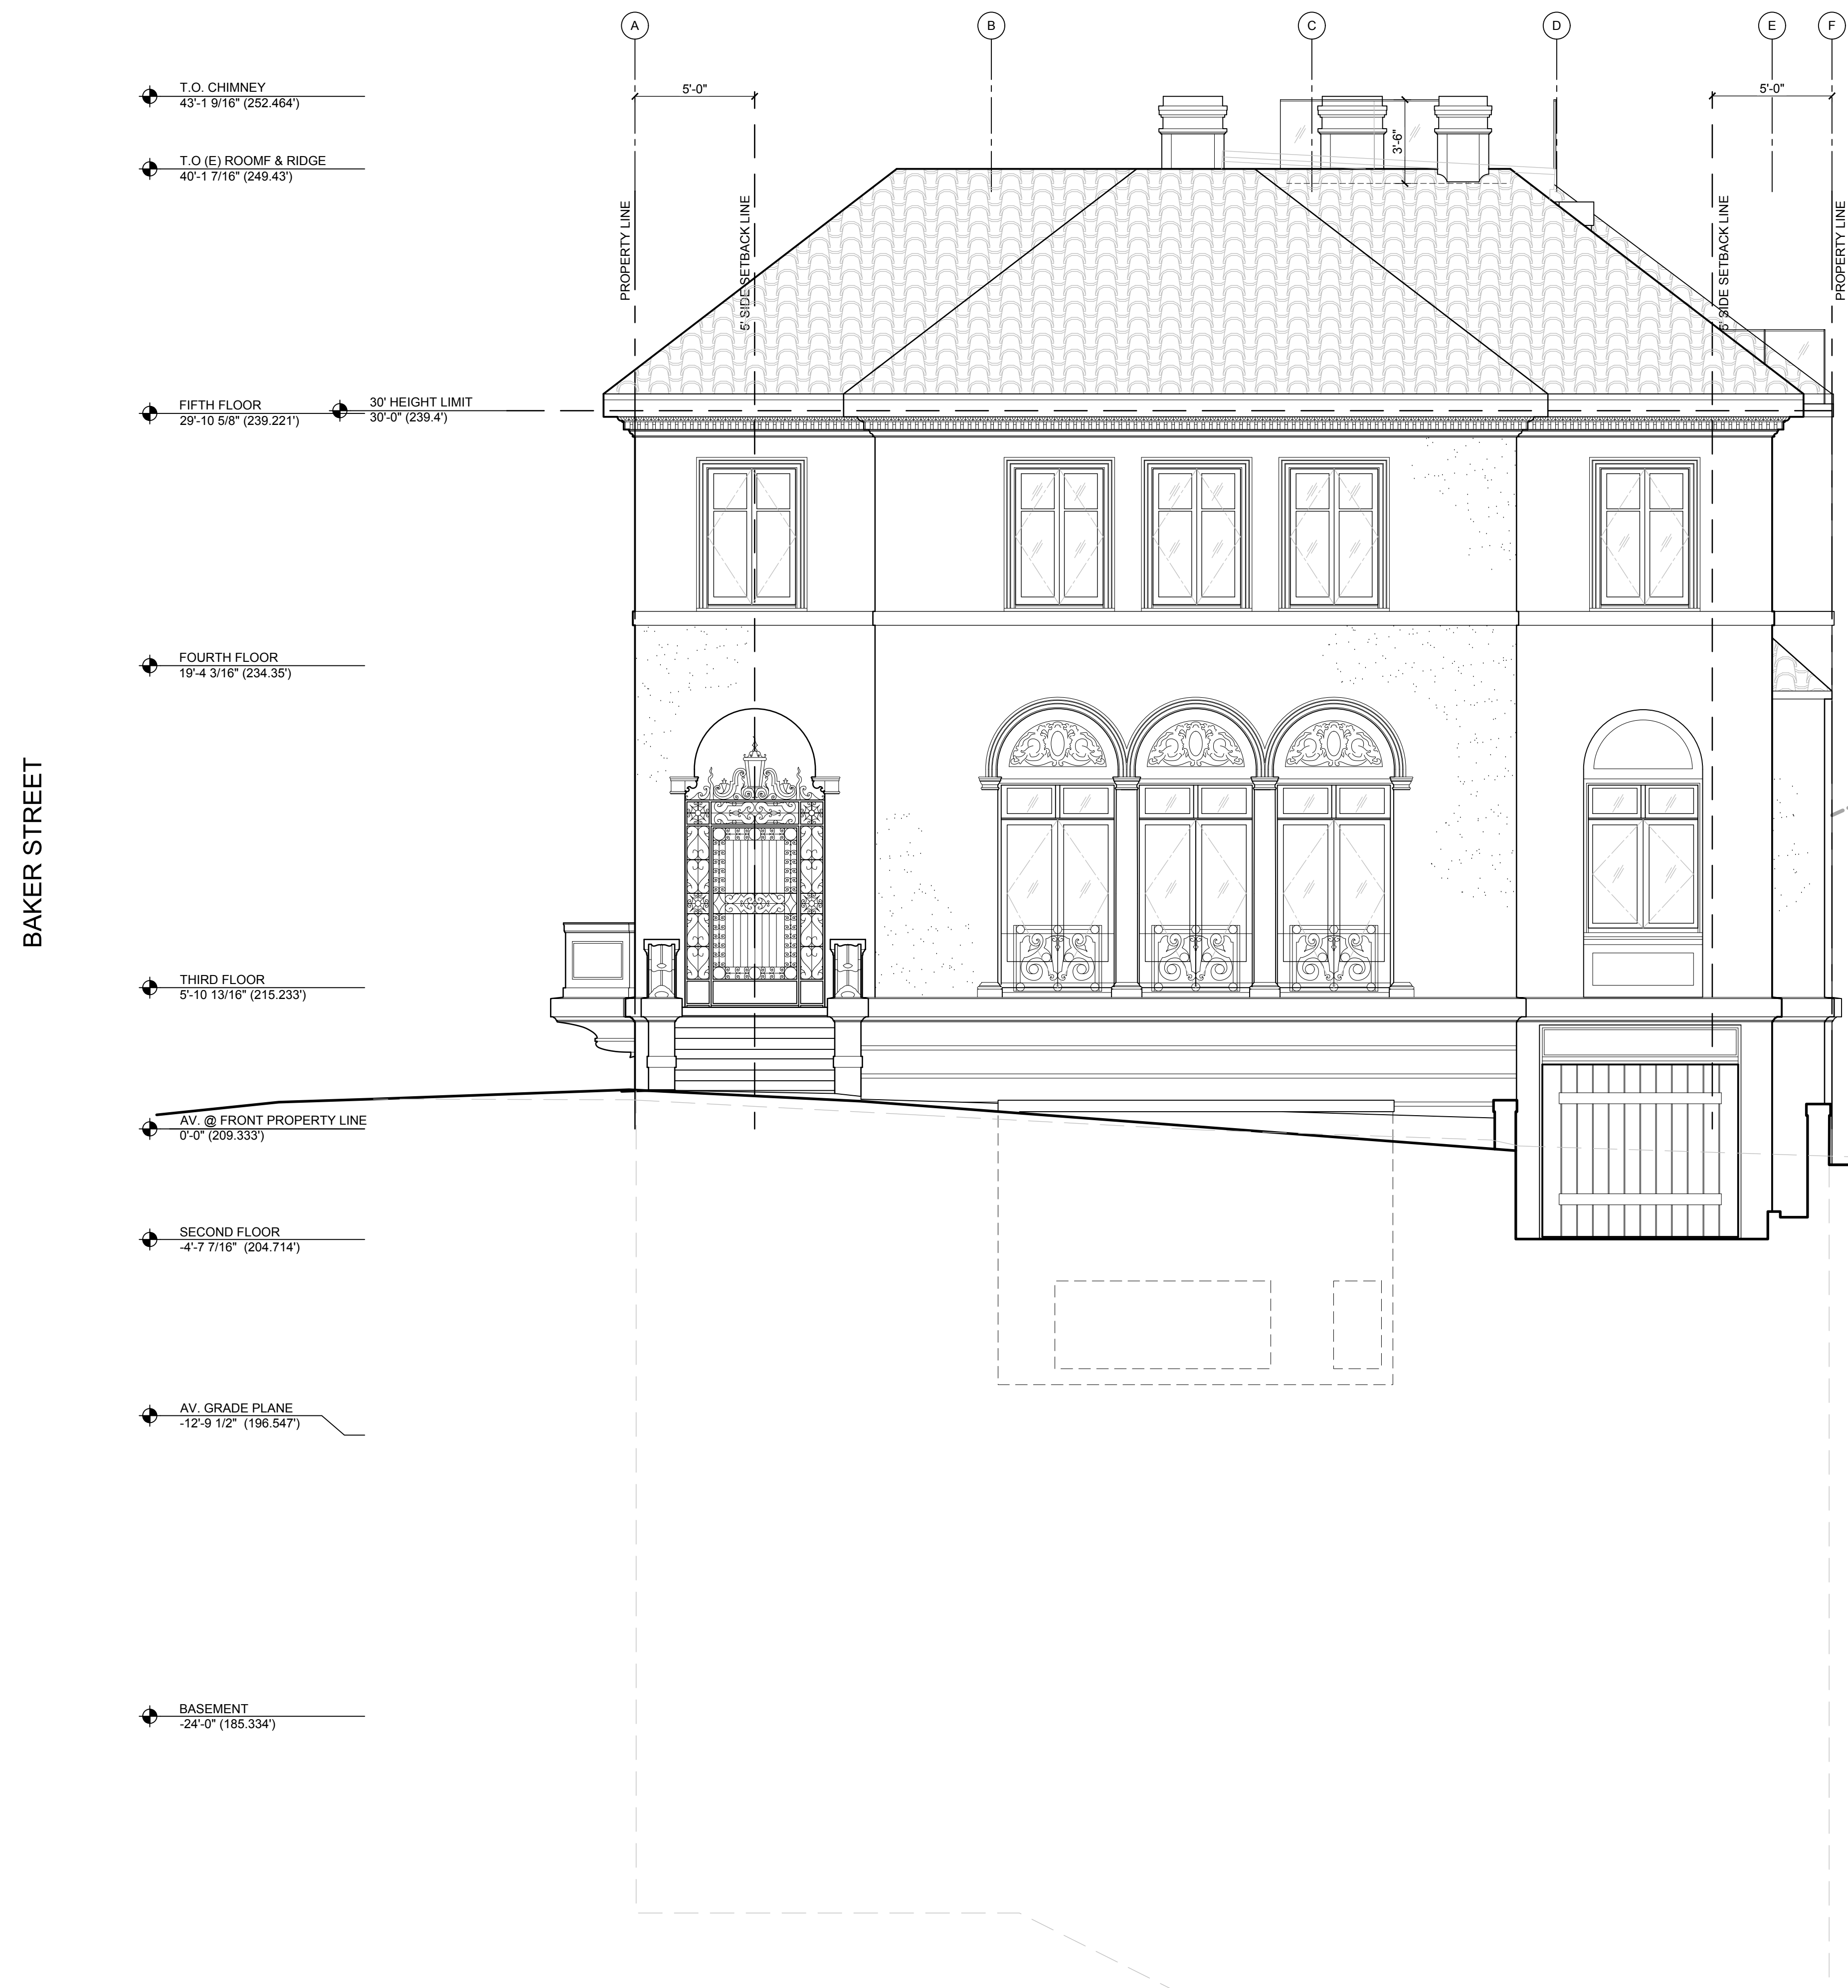 A
B
C
D
E
F
T.O. CHIMNEY
43'-1 9/16" (252.464')
5'-0"
5'-0"
3'-6"
T.O (E) ROOMF & RIDGE
40'-1 7/16" (249.43')
PROPERTY LINE
5' SIDE SETBACK LINE
5' SIDE SETBACK LINE
PROPERTY LINE
FIFTH FLOOR
29'-10 5/8" (239.221')
30' HEIGHT LIMIT
30'-0" (239.4')
FOURTH FLOOR
19'-4 3/16" (234.35')
BAKER STREET
THIRD FLOOR
5'-10 13/16" (215.233')
AV. @ FRONT PROPERTY LINE
0'-0" (209.333')
SECOND FLOOR
-4'-7 7/16" (204.714')
AV. GRADE PLANE
-12'-9 1/2" (196.547')
BASEMENT
-24'-0" (185.334')